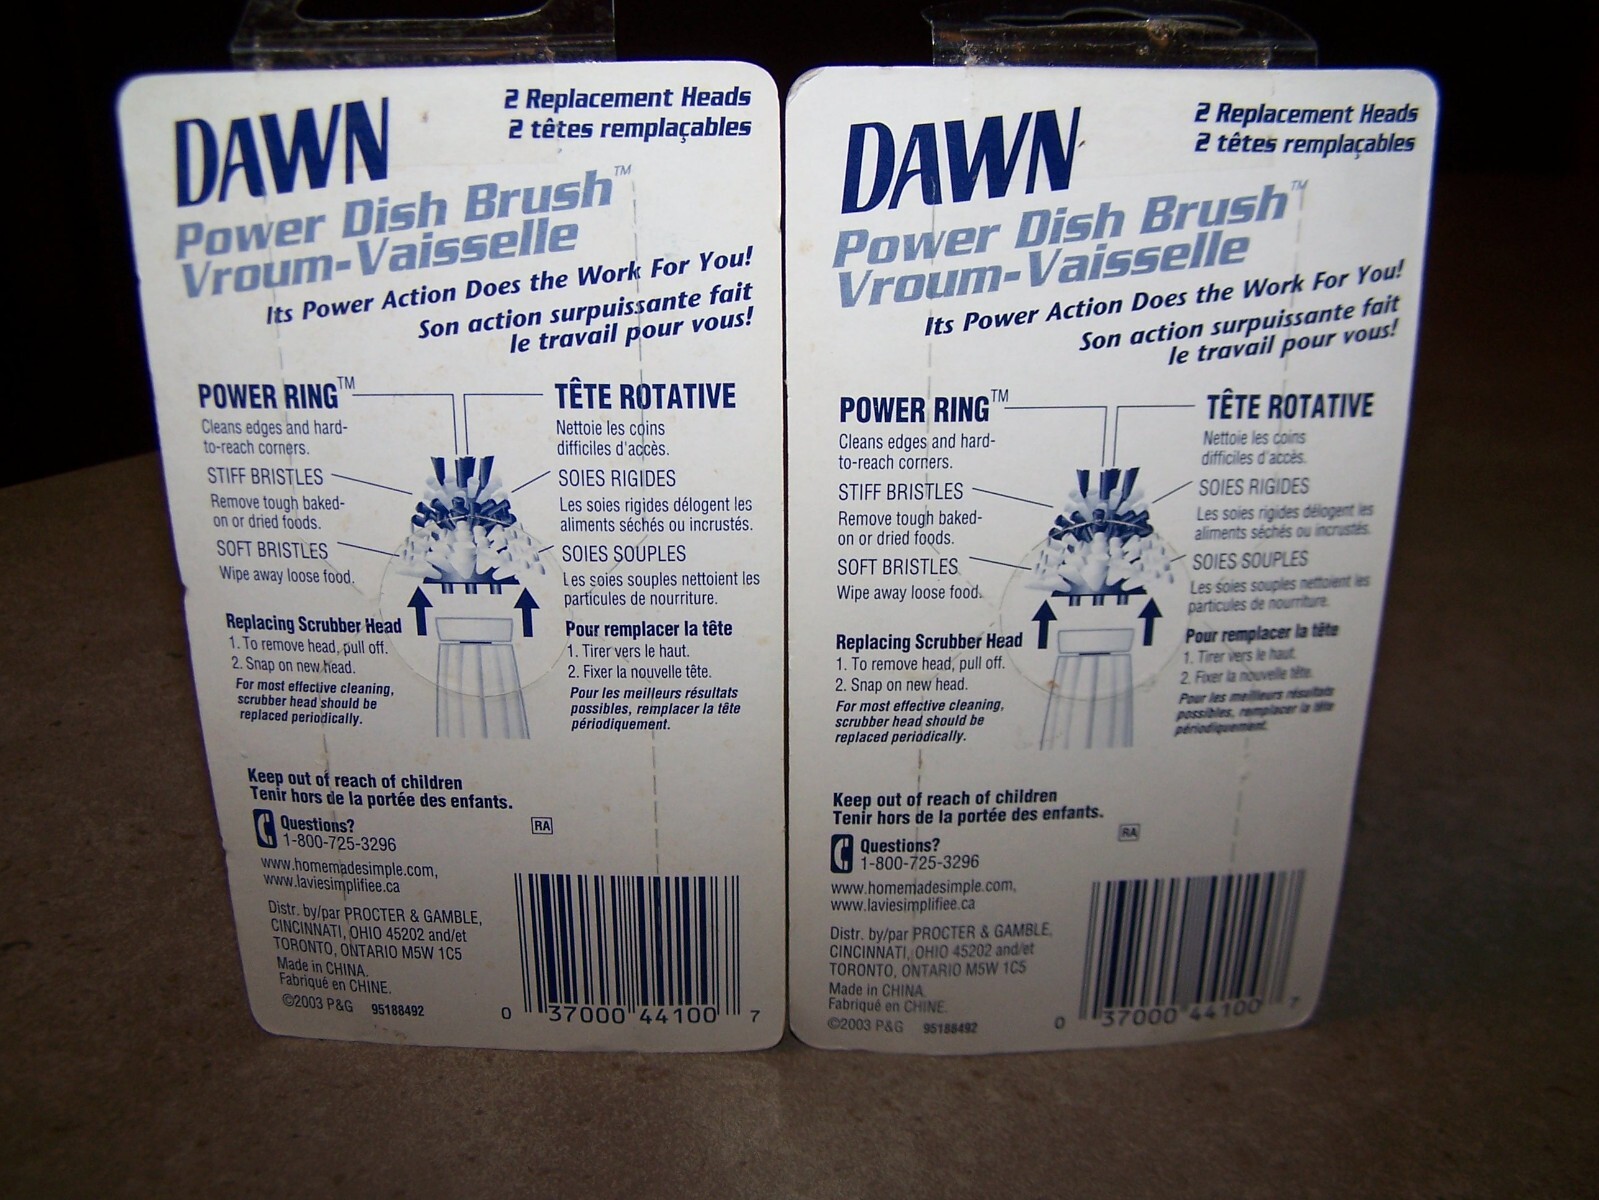 DAWN
2 Replacement Heads
2 têtes remplaçables
Power Dish Brush™
Vroum-Vaisselle
Its Power Action Does the Work For You!
Son action surpuissante fait
le travail pour vous!
POWER RING™
Cleans edges and hard-
to-reach corners.
STIFF BRISTLES
Remove tough baked-
on or dried foods.
SOFT BRISTLES
Wipe away loose food.
TÊTE ROTATIVE
Nettoie les coins
difficiles d'accès.
SOIES RIGIDES
Les soies rigides délogent les
aliments séchés ou incrustés.
SOIES SOUPLES
Les soies souples nettoient les
particules de nourriture.
Replacing Scrubber Head
1. To remove head, pull off.
2. Snap on new head.
For most effective cleaning,
scrubber head should be
replaced periodically.
Pour remplacer la tête
1. Tirer vers le haut.
2. Fixer la nouvelle tête.
Pour les meilleurs résultats
possibles, remplacer la tête
périodiquement.
Keep out of reach of children
Tenir hors de la portée des enfants.
Questions?
1-800-725-3296
RA
www.homemadesimple.com,
www.laviesimplifiee.ca
Distr. by/par PROCTER & GAMBLE,
CINCINNATI, OHIO 45202 and/et
TORONTO, ONTARIO M5W 1C5
Made in CHINA.
Fabriqué en CHINE.
©2003 P&G 95188492
0 37000 44100 7
DAWN
2 Replacement Heads
2 têtes remplaçables
Power Dish Brush™
Vroum-Vaisselle
Its Power Action Does the Work For You!
Son action surpuissante fait
le travail pour vous!
POWER RING™
Cleans edges and hard-
to-reach corners.
STIFF BRISTLES
Remove tough baked-
on or dried foods.
SOFT BRISTLES
Wipe away loose food.
TÊTE ROTATIVE
Nettoie les coins
difficiles d'accès.
SOIES RIGIDES
Les soies rigides délogent les
aliments séchés ou incrustés.
SOIES SOUPLES
Les soies souples nettoient les
particules de nourriture.
Replacing Scrubber Head
1. To remove head, pull off.
2. Snap on new head.
For most effective cleaning,
scrubber head should be
replaced periodically.
Pour remplacer la tête
1. Tirer vers le haut.
2. Fixer la nouvelle tête.
Pour les meilleurs résultats
possibles, remplacer la tête
périodiquement.
Keep out of reach of children
Tenir hors de la portée des enfants.
Questions?
1-800-725-3296
RA
www.homemadesimple.com,
www.laviesimplifiee.ca
Distr. by/par PROCTER & GAMBLE,
CINCINNATI, OHIO 45202 and/et
TORONTO, ONTARIO M5W 1C5
Made in CHINA.
Fabriqué en CHINE.
©2003 P&G 95188492
0 37000 44100 7